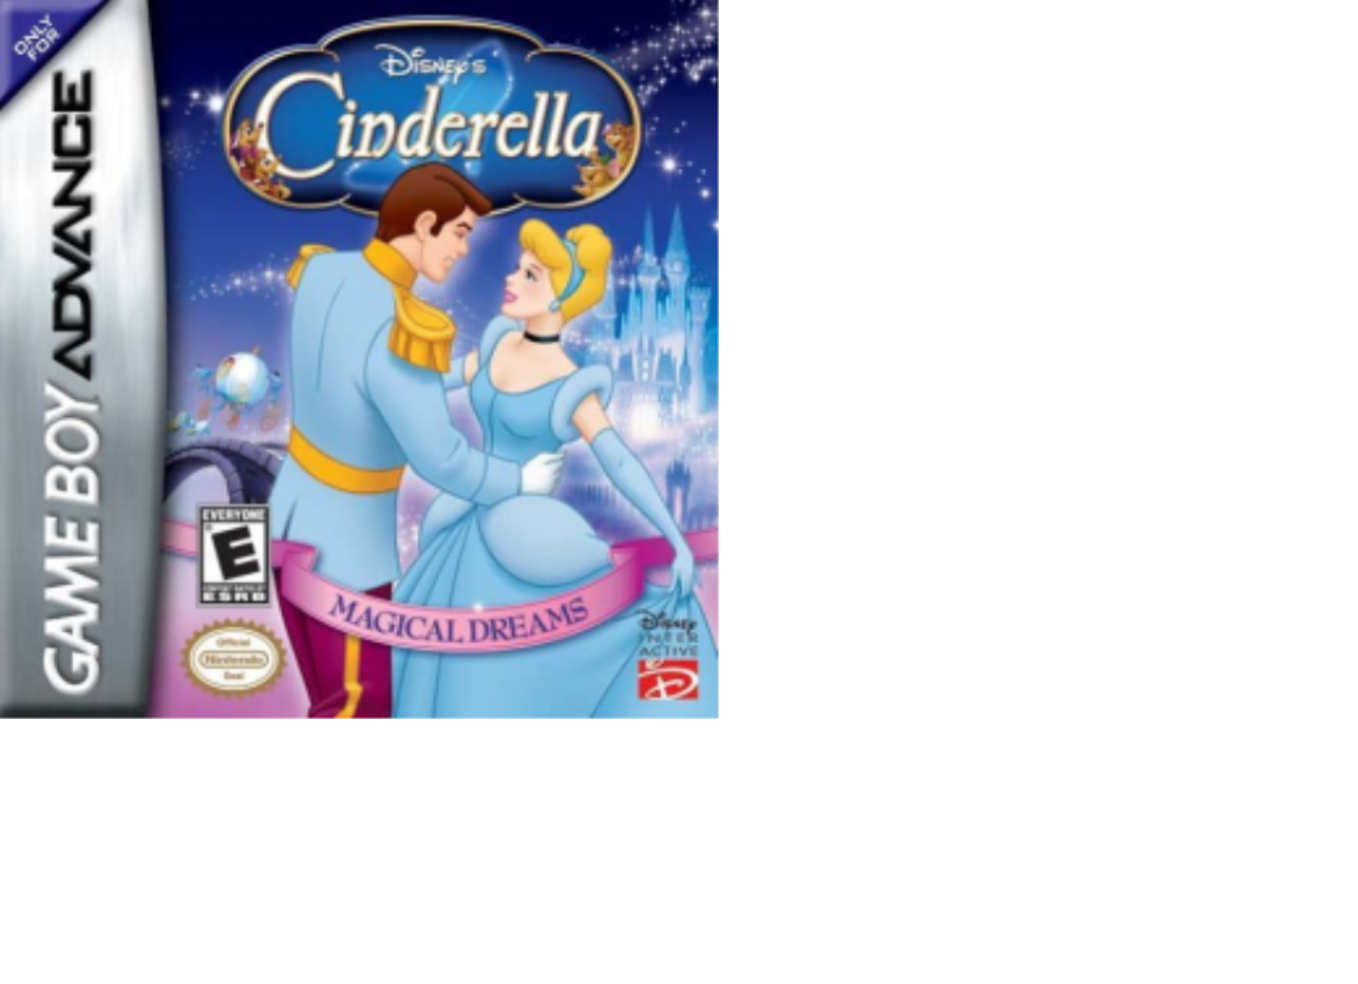 ONLY
FOR
GAME BOY ADVANCE
Disney's
Cinderella
EVERYONE
E
ESRB
MAGICAL DREAMS
Official
Nintendo
Seal
Disney
INTER
ACTIVE